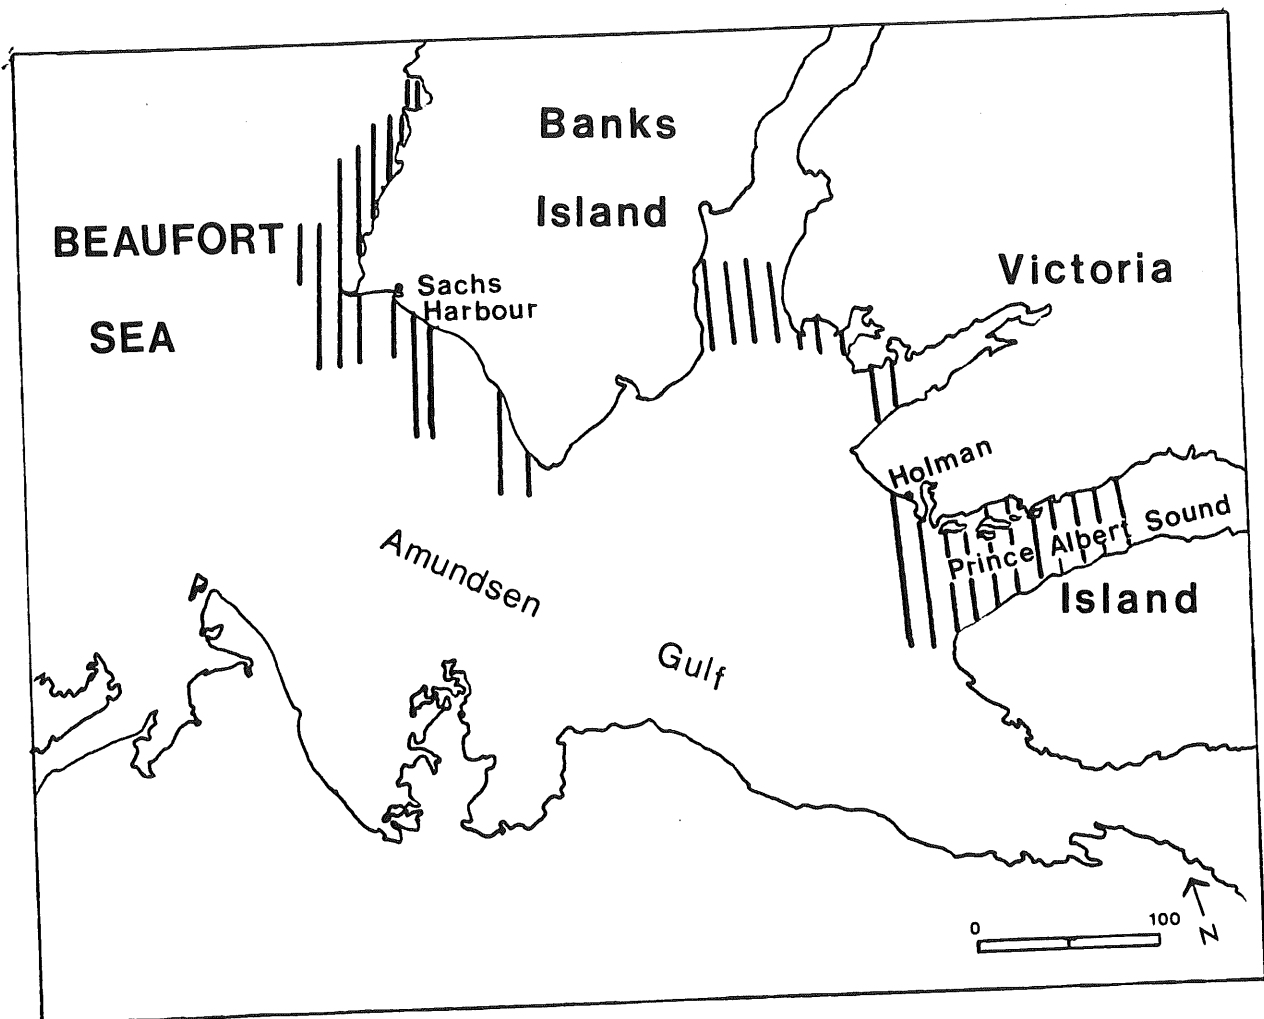 Banks
Island
BEAUFORT
SEA
Sachs
Harbour
Victoria
Holman
Prince Albert Sound
Island
Amundsen
Gulf
0 100
N